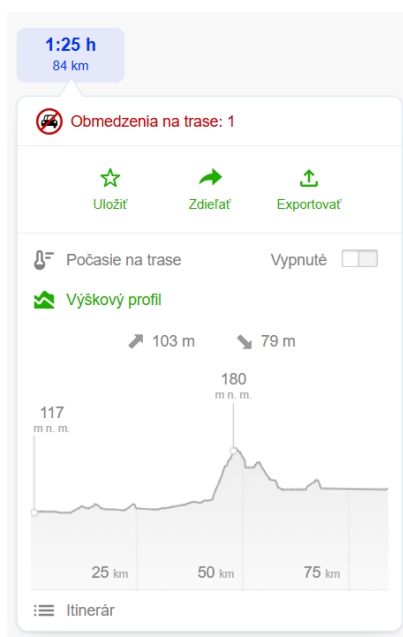 1:25 h
84 km
Obmedzenia na trase: 1
Uložiť Zdieľať Exportovať
Počasie na trase Vypnuté
Výškový profil
103 m 79 m
180
m n. m.
117
m n. m.
25 km 50 km 75 km
Itinerár